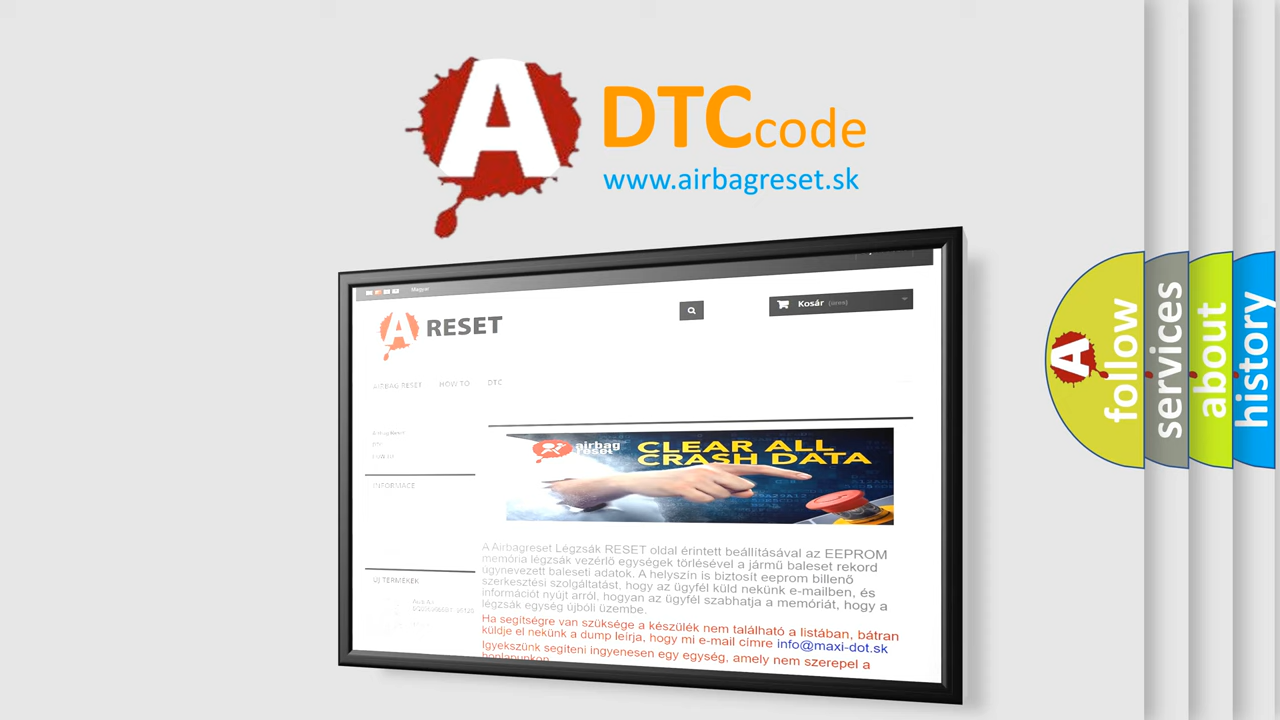 A
DTCcode
www.airbagreset.sk
Magyar
A RESET
Kosár (üres)
AIRBAG RESET HOW TO DTC
INFORMACE
airbag
reset
CLEAR ALL
CRASH DATA
A Airbagreset Légzsák RESET oldal érintett beállításával az EEPROM
memória légzsák vezérlő egységek törlésével a jármű baleset rekord
úgynevezett baleseti adatok. A helyszín is biztosít eeprom billenő
szerkesztési szolgáltatást, hogy az ügyfél küld nekünk e-mailben, és
információt nyújt arról, hogyan az ügyfél szabhatja a memóriát, hogy a
légzsák egység újbóli üzembe.
Ha segítségre van szüksége a készülék nem található a listában, bátran
küldje el nekünk a dump leírja, hogy mi e-mail címre info@maxi-dot.sk
Igyekszünk segíteni ingyenesen egy egység, amely nem szerepel a
honlapunkon
ÚJ TERMÉKEK
A
follow
services
about
history